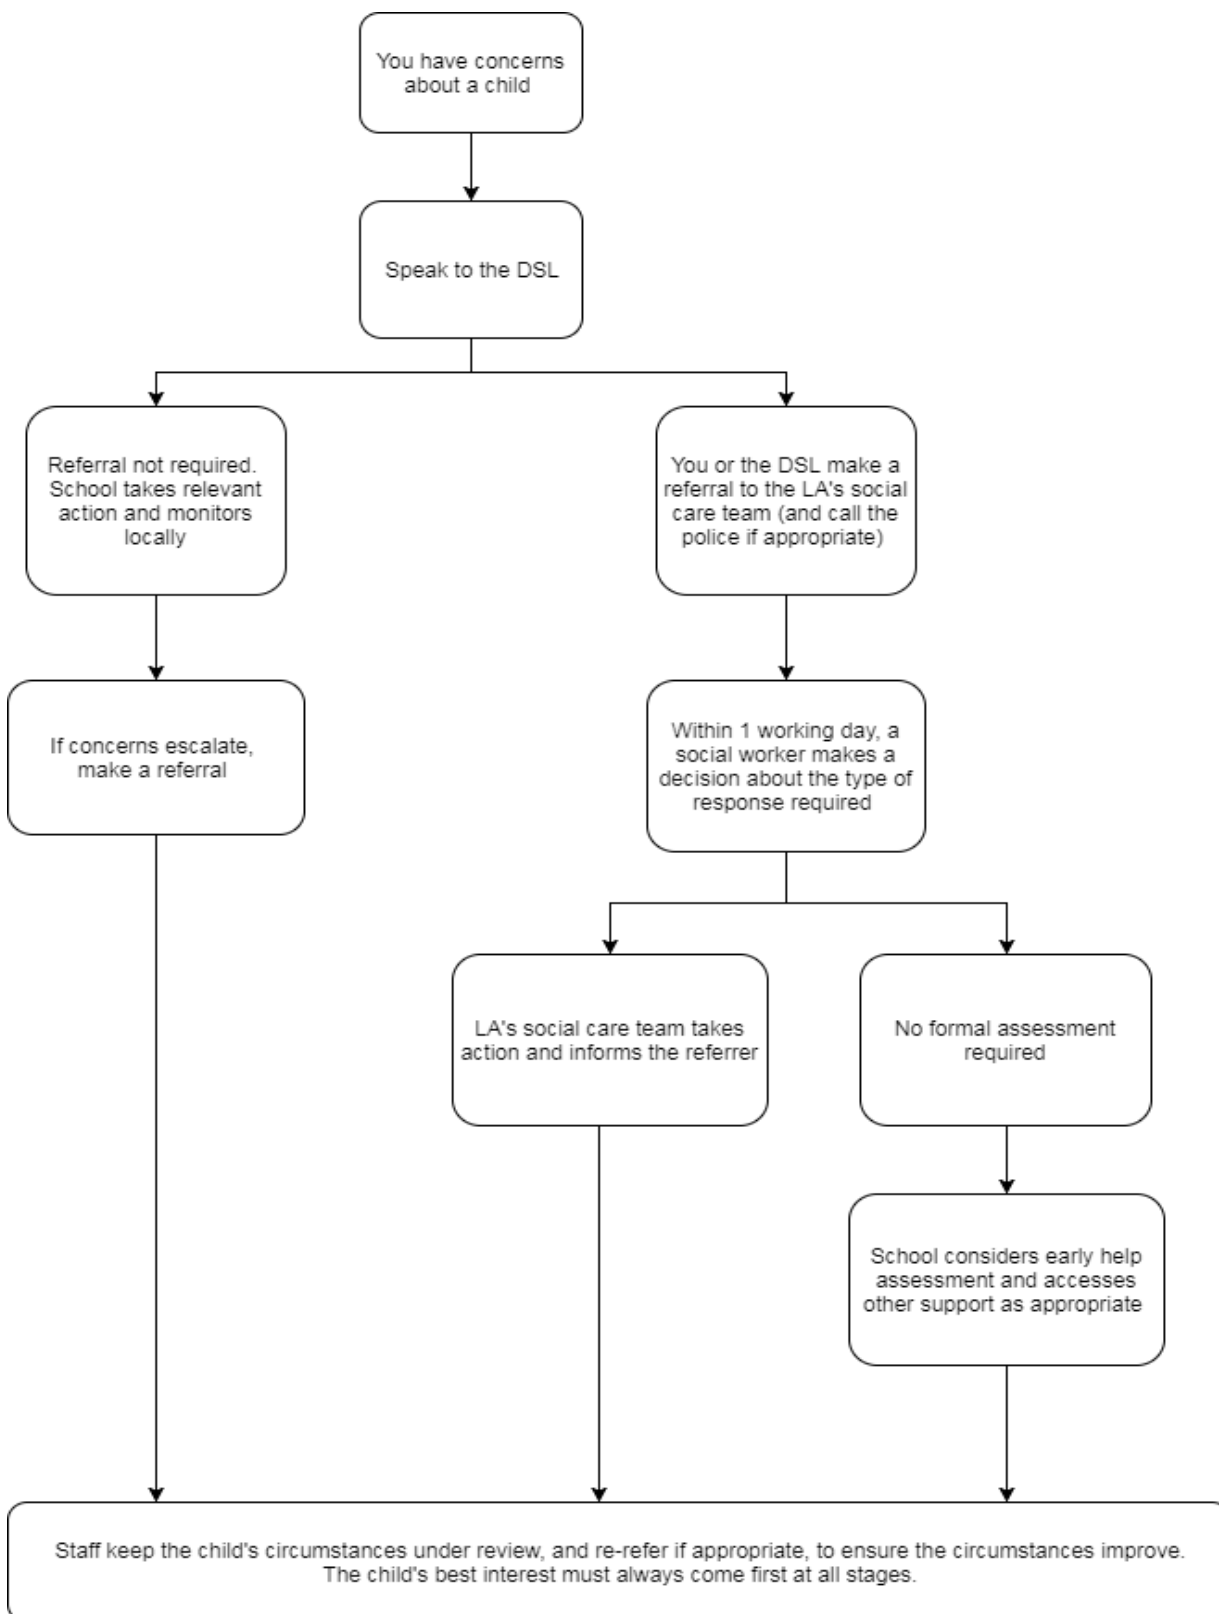 You have concerns
about a child
Speak to the DSL
Referral not required.
School takes relevant
action and monitors
locally
You or the DSL make a
referral to the LA's social
care team (and call the
police if appropriate)
If concerns escalate,
make a referral
Within 1 working day, a
social worker makes a
decision about the type of
response required
LA's social care team takes
action and informs the referrer
No formal assessment
required
School considers early help
assessment and accesses
other support as appropriate
Staff keep the child's circumstances under review, and re-refer if appropriate, to ensure the circumstances improve.
The child's best interest must always come first at all stages.